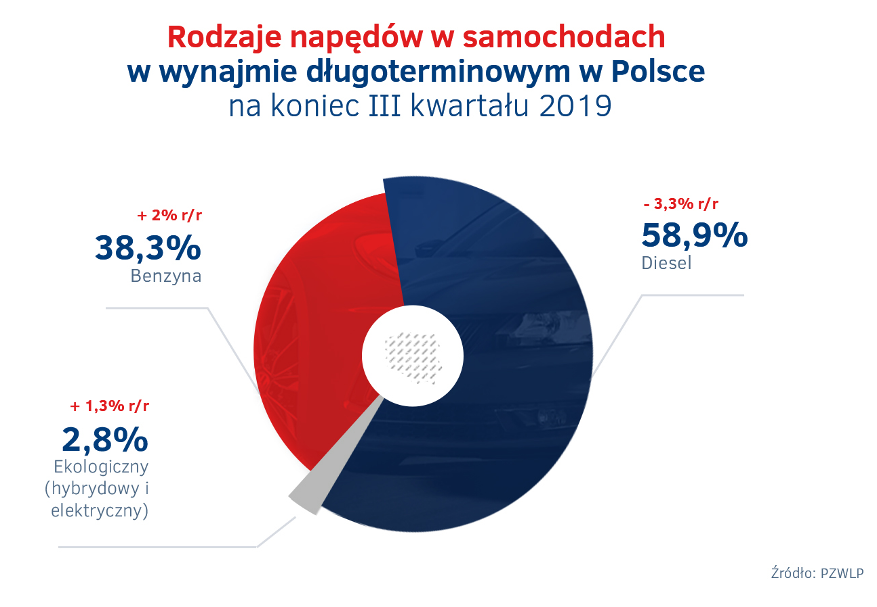 Rodzaje napędów w samochodach
w wynajmie długoterminowym w Polsce
na koniec III kwartału 2019
+ 2% r/r
38,3%
Benzyna
- 3,3% r/r
58,9%
Diesel
+ 1,3% r/r
2,8%
Ekologiczny
(hybrydowy i
elektryczny)
Źródło: PZWLP